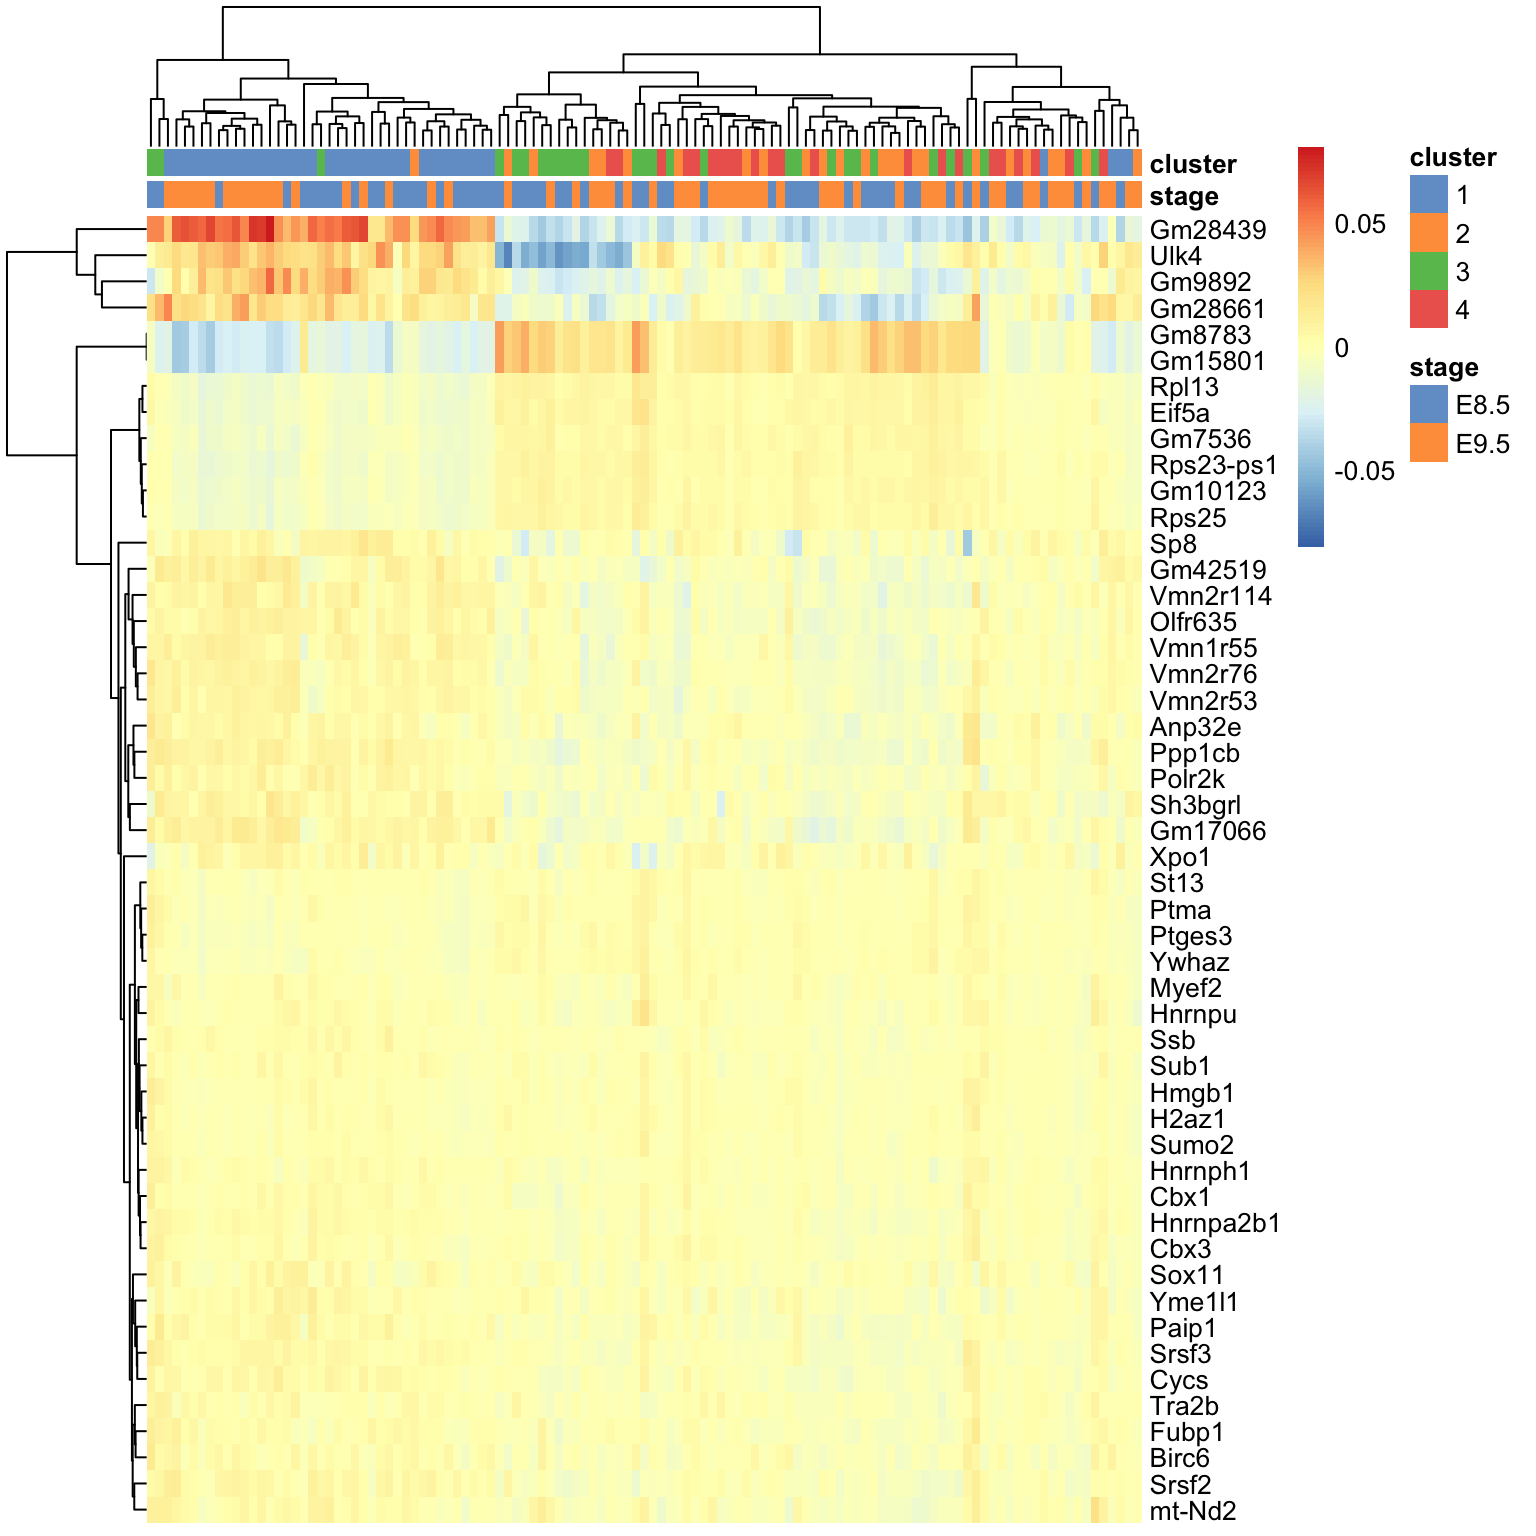 cluster
stage
Gm28439
Ulk4
Gm9892
Gm28661
Gm8783
Gm15801
Rpl13
Eif5a
Gm7536
Rps23-ps1
Gm10123
Rps25
Sp8
Gm42519
Vmn2r114
Olfr635
Vmn1r55
Vmn2r76
Vmn2r53
Anp32e
Ppp1cb
Polr2k
Sh3bgrl
Gm17066
Xpo1
St13
Ptma
Ptges3
Ywhaz
Myef2
Hnrnpu
Ssb
Sub1
Hmgb1
H2az1
Sumo2
Hnrnph1
Cbx1
Hnrnpa2b1
Cbx3
Sox11
Yme1l1
Paip1
Srsf3
Cycs
Tra2b
Fubp1
Birc6
Srsf2
mt-Nd2
0.05
0
-0.05
cluster
1
2
3
4
stage
E8.5
E9.5